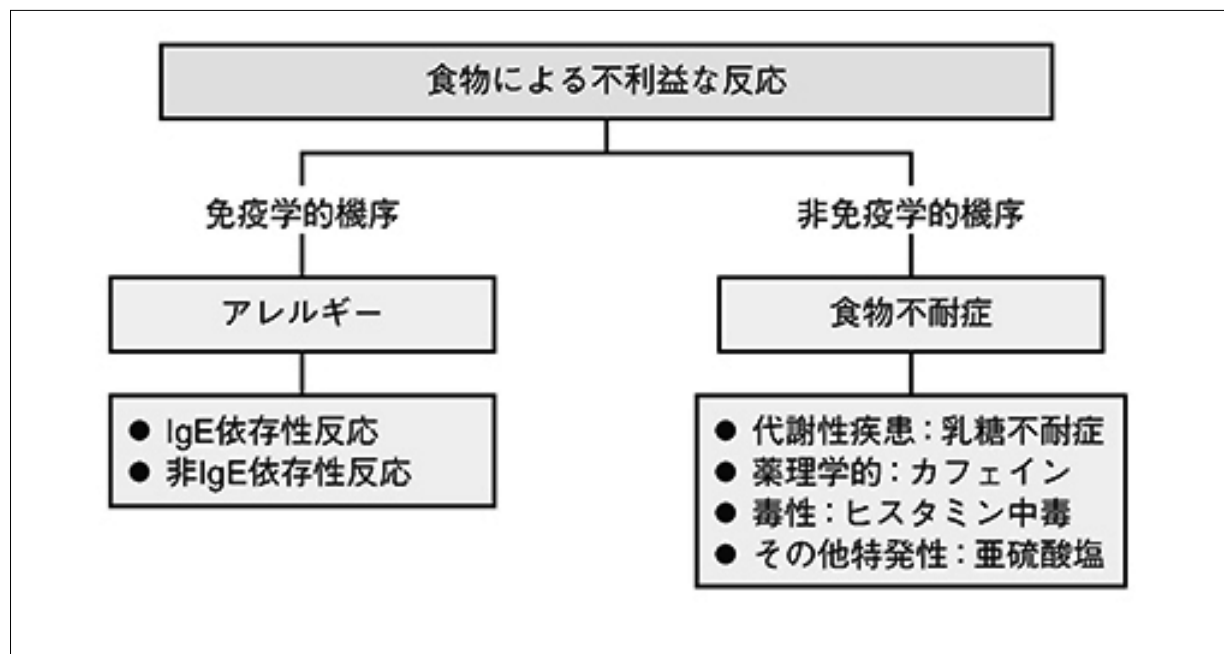 食物による不利益な反応
免疫学的機序
非免疫学的機序
アレルギー
食物不耐症
● IgE依存性反応
● 非IgE依存性反応
● 代謝性疾患：乳糖不耐症
● 薬理学的：カフェイン
● 毒性：ヒスタミン中毒
● その他特発性：亜硫酸塩